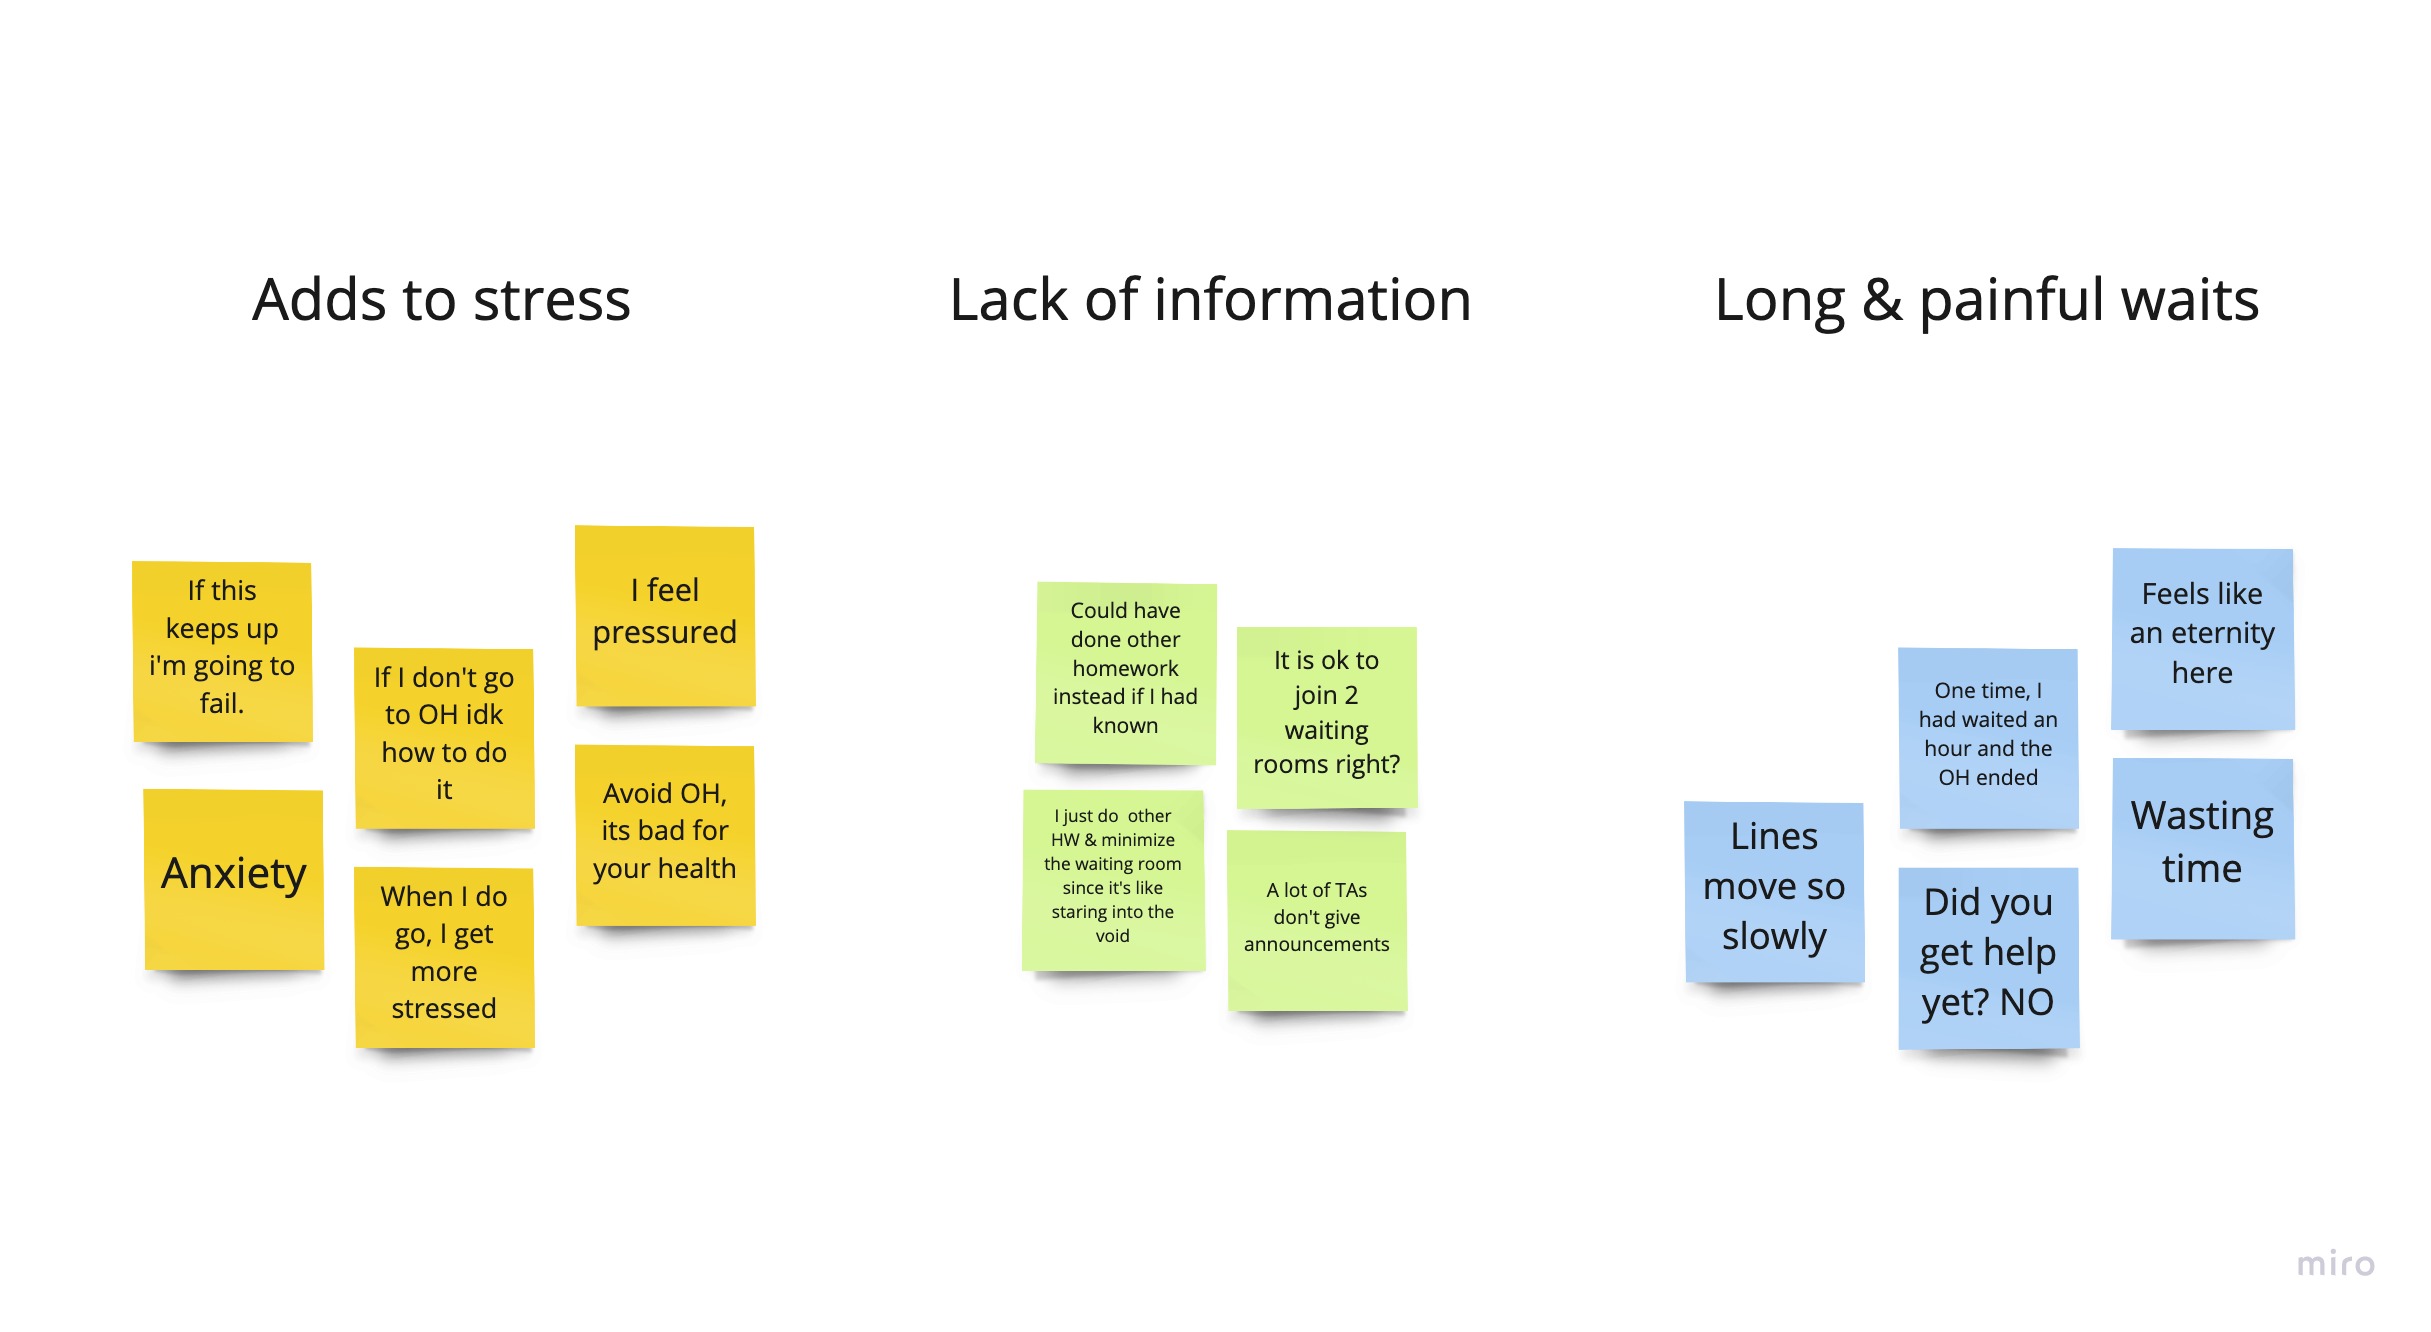 Adds to stress
Lack of information
Long & painful waits
If this
keeps up
i'm going to
fail.
Anxiety
If I don't go
to OH idk
how to do
it
When I do
go, I get
more
stressed
I feel
pressured
Avoid OH,
its bad for
your health
Could have
done other
homework
instead if I had
known
It is ok to
join 2
waiting
rooms right?
I just do  other
HW & minimize
the waiting room
since it's like
staring into the
void
A lot of TAs
don't give
announcements
Lines
move so
slowly
One time, I
had waited an
hour and the
OH ended
Did you
get help
yet? NO
Feels like
an eternity
here
Wasting
time
miro